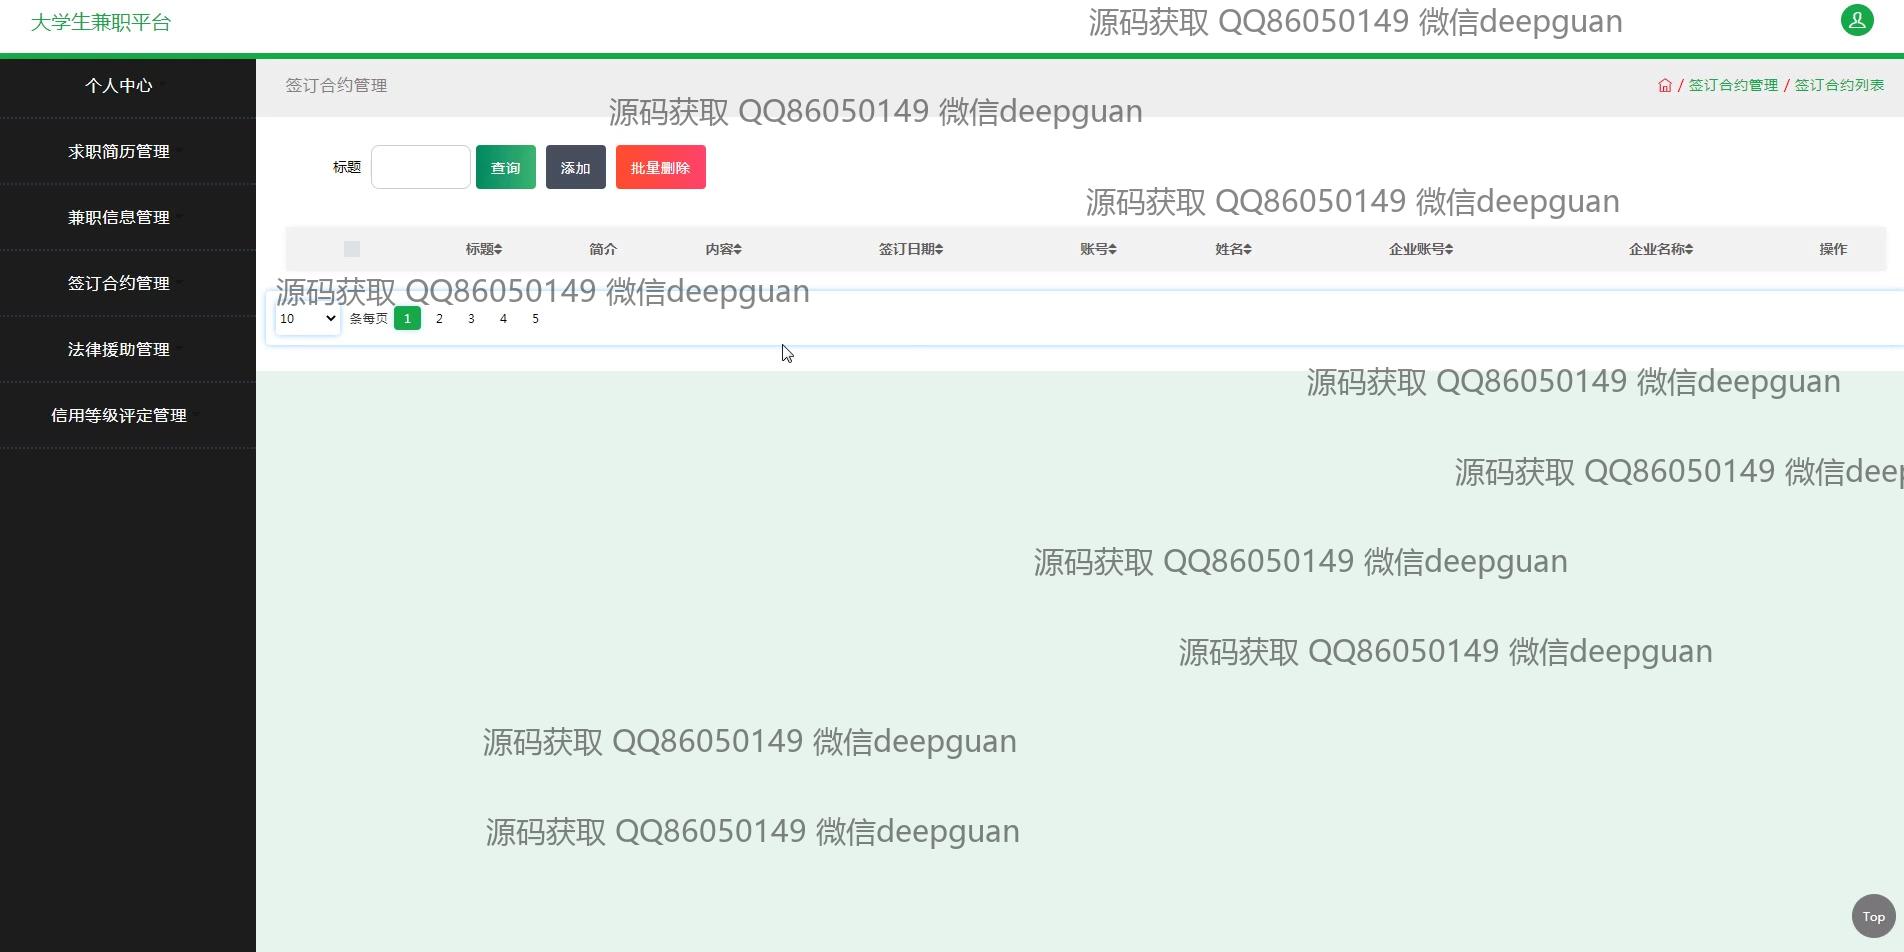 大学生兼职平台
源码获取 QQ86050149 微信deepguan
个人中心
签订合约管理
/ 签订合约管理 / 签订合约列表
源码获取 QQ86050149 微信deepguan
求职简历管理
标题 查询 添加 批量删除
源码获取 QQ86050149 微信deepguan
兼职信息管理
标题 简介 内容 签订日期 账号 姓名 企业账号 企业名称 操作
签订合约管理
源码获取 QQ86050149 微信deepguan
10 条每页 1 2 3 4 5
法律援助管理
源码获取 QQ86050149 微信deepguan
信用等级评定管理
源码获取 QQ86050149 微信deep
源码获取 QQ86050149 微信deepguan
源码获取 QQ86050149 微信deepguan
源码获取 QQ86050149 微信deepguan
源码获取 QQ86050149 微信deepguan
Top